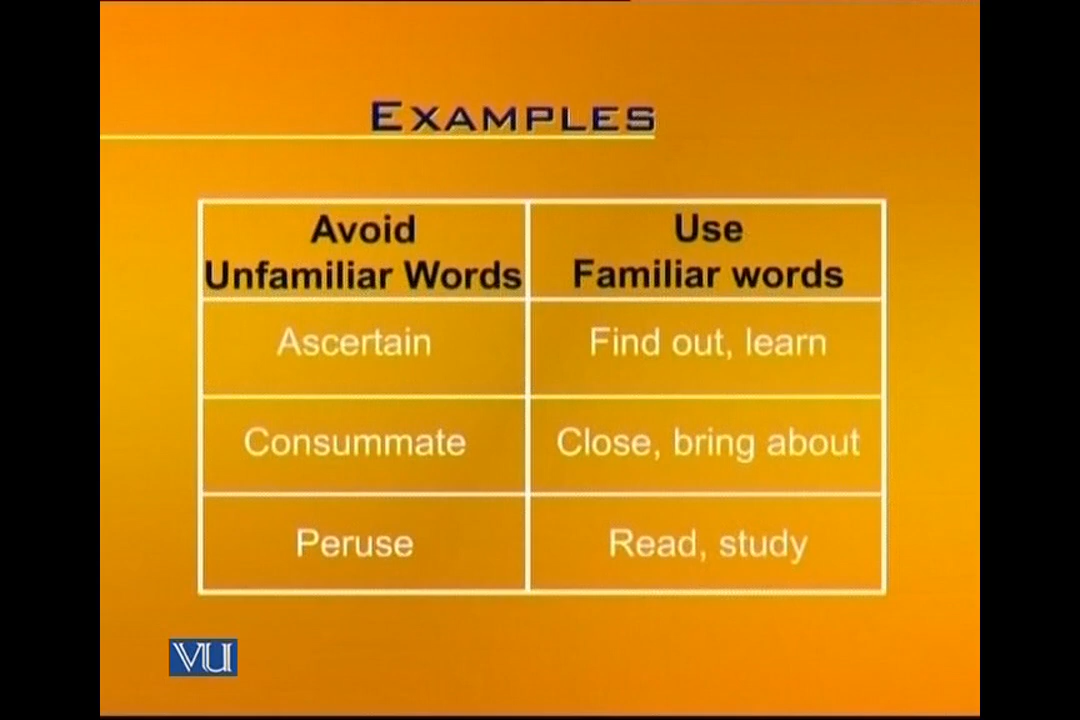 EXAMPLES
Avoid
Unfamiliar Words
Use
Familiar words
Ascertain
Find out, learn
Consummate
Close, bring about
Peruse
Read, study
VU